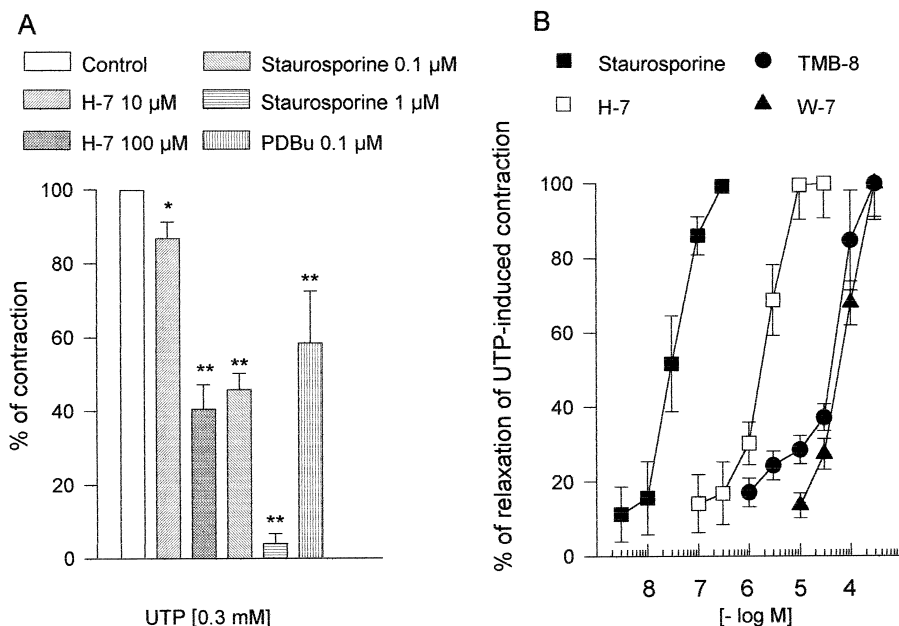 A
Control
H-7 10 µM
H-7 100 µM
Staurosporine 0.1 µM
Staurosporine 1 µM
PDBu 0.1 µM
% of contraction
100
80
60
40
20
0
*
**
**
**
**
UTP [0.3 mM]
B
Staurosporine
H-7
TMB-8
W-7
% of relaxation of UTP-induced contraction
100
80
60
40
20
0
8 7 6 5 4
[- log M]